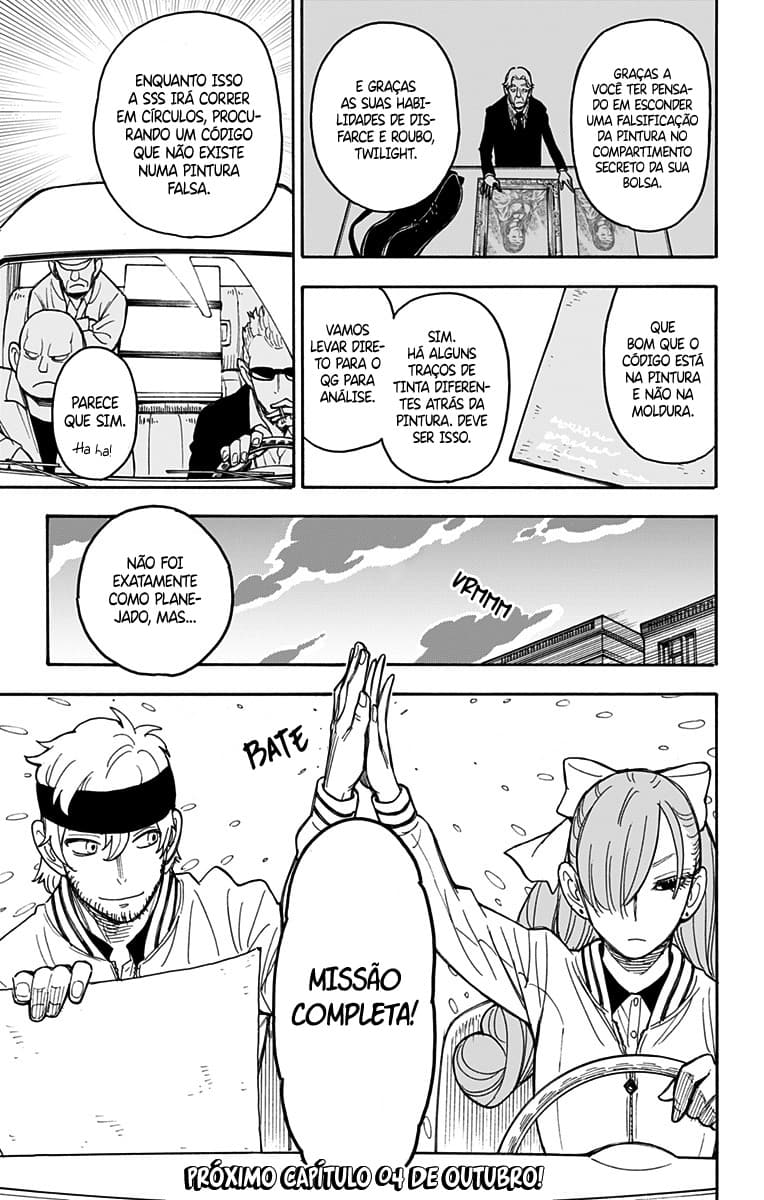 GRAÇAS A
VOCÊ TER PENSA-
DO EM ESCONDER
UMA FALSIFICAÇÃO
DA PINTURA NO
COMPARTIMENTO
SECRETO DA SUA
BOLSA.
E GRAÇAS
AS SUAS HABI-
LIDADES DE DIS-
FARCE E ROUBO,
TWILIGHT.
ENQUANTO ISSO
A SSS IRÁ CORRER
EM CÍRCULOS, PROCU-
RANDO UM CÓDIGO
QUE NÃO EXISTE
NUMA PINTURA
FALSA.
PARECE
QUE SIM.
Ha ha!
QUE
BOM QUE O
CÓDIGO ESTÁ
NA PINTURA
E NÃO NA
MOLDURA.
SIM.
HÁ ALGUNS
TRAÇOS DE
TINTA DIFEREN-
TES ATRÁS DA
PINTURA. DEVE
SER ISSO.
VAMOS
LEVAR DIRE-
TO PARA O
QG PARA
ANÁLISE.
VRMMM
NÃO FOI
EXATAMENTE
COMO PLANE-
JADO, MAS...
BATE
MISSÃO
COMPLETA!
PRÓXIMO CAPÍTULO 04 DE OUTUBRO!